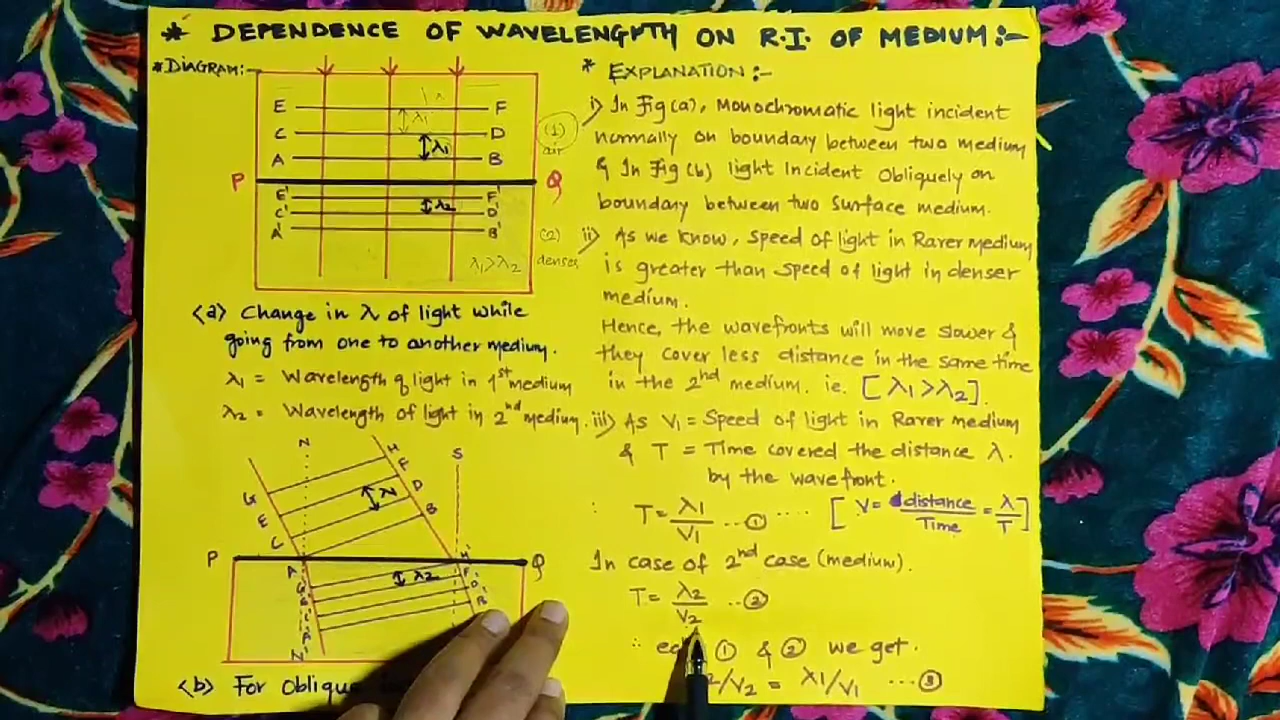 * DEPENDENCE OF WAVELENGHTH ON R.I. OF MEDIUM:-
* DIAGRAM:-
E F
C λ1 D
A λ1 B
P Q
(1)
air
E' F'
C' λ2 D'
A' B'
λ1>λ2
(2)
denser
(a) Change in λ of light while
going from one to another medium.
λ1 = Wavelength of light in 1st medium
λ2 = Wavelength of light in 2nd medium.
N S
H
G F
E λ1 D
C B
P A H' Q
G' λ2 F'
E' D'
C' B'
A'
N'
(b) For Oblique
* EXPLANATION:-
i) In Fig(a), Monochromatic light incident
normally on boundary between two medium
& In Fig(b) light Incident Obliquely on
boundary between two Surface medium.
ii) As we know, Speed of light in Rarer medium
is greater than speed of light in denser
medium.
Hence, the wavefronts will move slower &
they cover less distance in the same time
in the 2nd medium. ie. [λ1>λ2].
iii) As V1 = Speed of light in Rarer medium
& T = Time covered the distance λ.
by the wavefront.
∴ T = λ1/V1 ...① ..... [V = distance/Time = λ/T]
In case of 2nd case (medium).
T = λ2/V2 ...②
∴ ① & ② we get.
2/V2 = λ1/V1 ...③